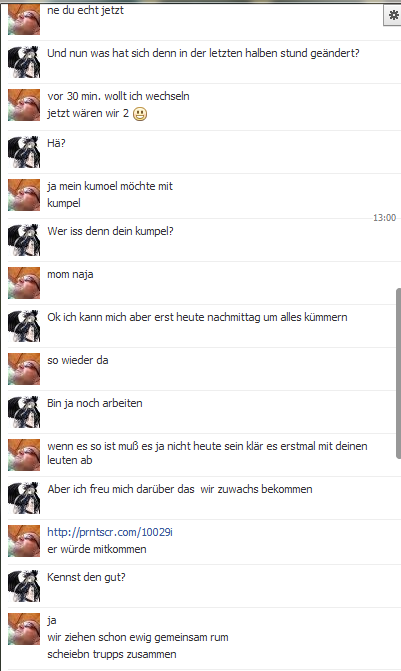 ne du echt jetzt
Und nun was hat sich denn in der letzten halben stund geändert?
vor 30 min. wollt ich wechseln
jetzt wären wir 2
Hä?
ja mein kumoel möchte mit
kumpel
13:00
Wer iss denn dein kumpel?
mom naja
Ok ich kann mich aber erst heute nachmittag um alles kümmern
so wieder da
Bin ja noch arbeiten
wenn es so ist muß es ja nicht heute sein klär es erstmal mit deinen
leuten ab
Aber ich freu mich darüber das  wir zuwachs bekommen
http://prntscr.com/10029i
er würde mitkommen
Kennst den gut?
ja
wir ziehen schon ewig gemeinsam rum
scheiebn trupps zusammen